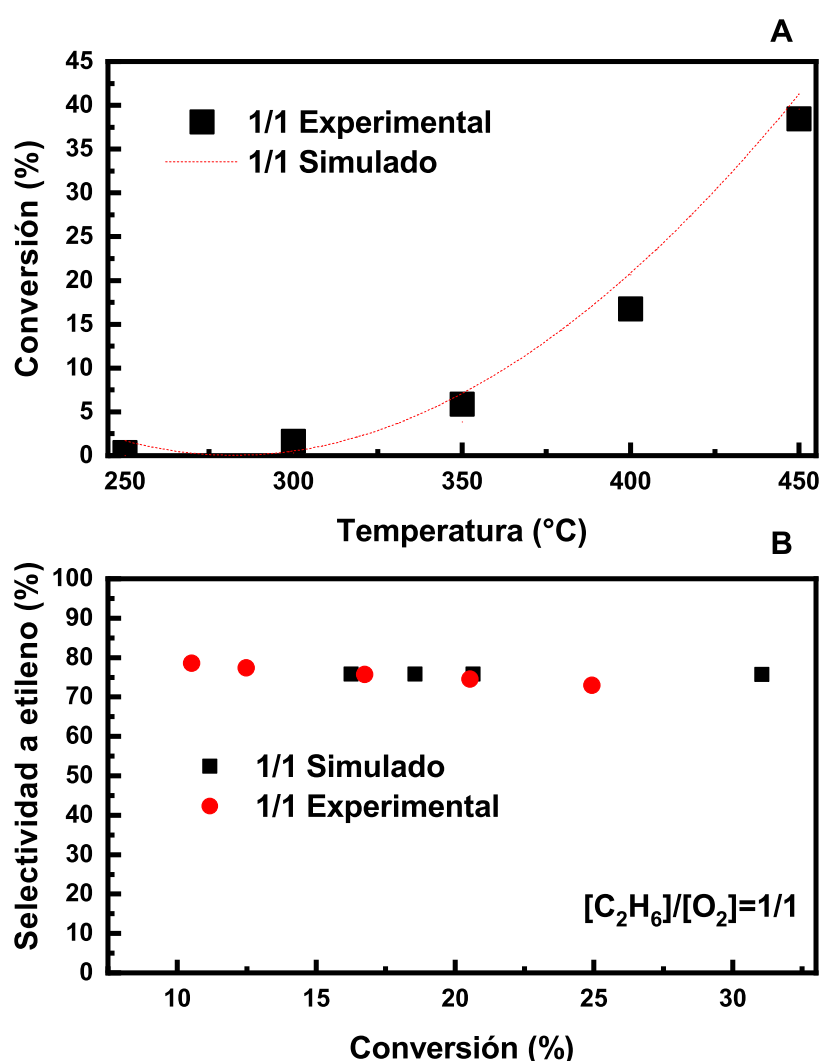 A
45
40
35
30
25
20
15
10
5
0
Conversión (%)
1/1 Experimental
1/1 Simulado
250 300 350 400 450
Temperatura (°C)
B
100
90
80
70
60
50
40
30
20
10
0
Selectividad a etileno (%)
1/1 Simulado
1/1 Experimental
[C₂H₆]/[O₂]=1/1
10 15 20 25 30
Conversión (%)